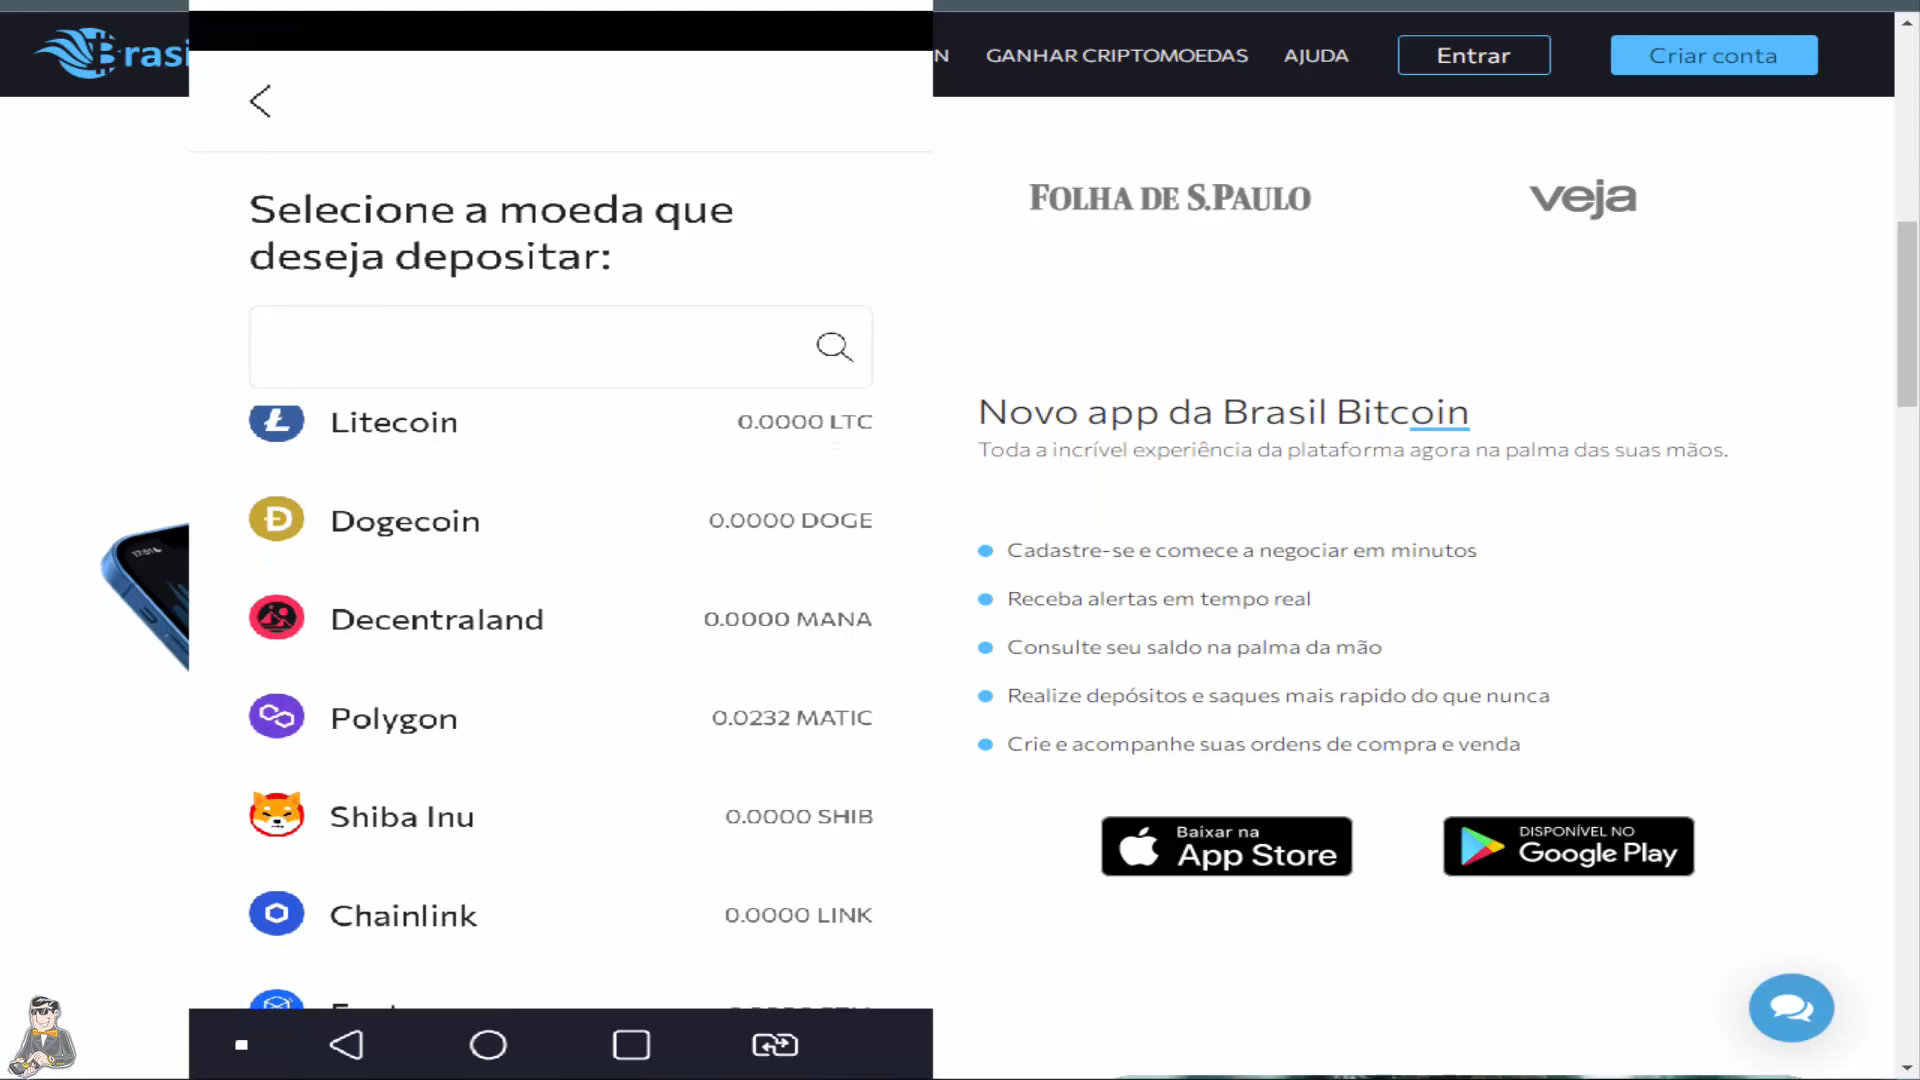 Brasi
N
GANHAR CRIPTOMOEDAS
AJUDA
Entrar
Criar conta
Selecione a moeda que
deseja depositar:
Litecoin
0.0000 LTC
Dogecoin
0.0000 DOGE
Decentraland
0.0000 MANA
Polygon
0.0232 MATIC
Shiba Inu
0.0000 SHIB
Chainlink
0.0000 LINK
FOLHA DE S.PAULO
veja
Novo app da Brasil Bitcoin
Toda a incrível experiência da plataforma agora na palma das suas mãos.
Cadastre-se e comece a negociar em minutos
Receba alertas em tempo real
Consulte seu saldo na palma da mão
Realize depósitos e saques mais rapido do que nunca
Crie e acompanhe suas ordens de compra e venda
Baixar na
App Store
DISPONÍVEL NO
Google Play